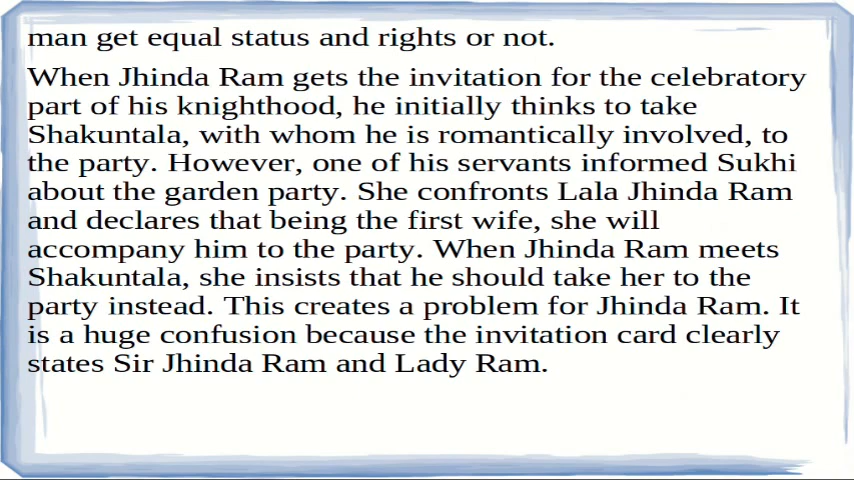 man get equal status and rights or not.
When Jhinda Ram gets the invitation for the celebratory
part of his knighthood, he initially thinks to take
Shakuntala, with whom he is romantically involved, to
the party. However, one of his servants informed Sukhi
about the garden party. She confronts Lala Jhinda Ram
and declares that being the first wife, she will
accompany him to the party. When Jhinda Ram meets
Shakuntala, she insists that he should take her to the
party instead. This creates a problem for Jhinda Ram. It
is a huge confusion because the invitation card clearly
states Sir Jhinda Ram and Lady Ram.